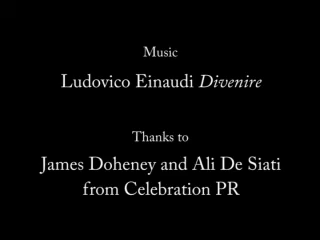 Music
Ludovico Einaudi Divenire
Thanks to
James Doheney and Ali De Siati
from Celebration PR